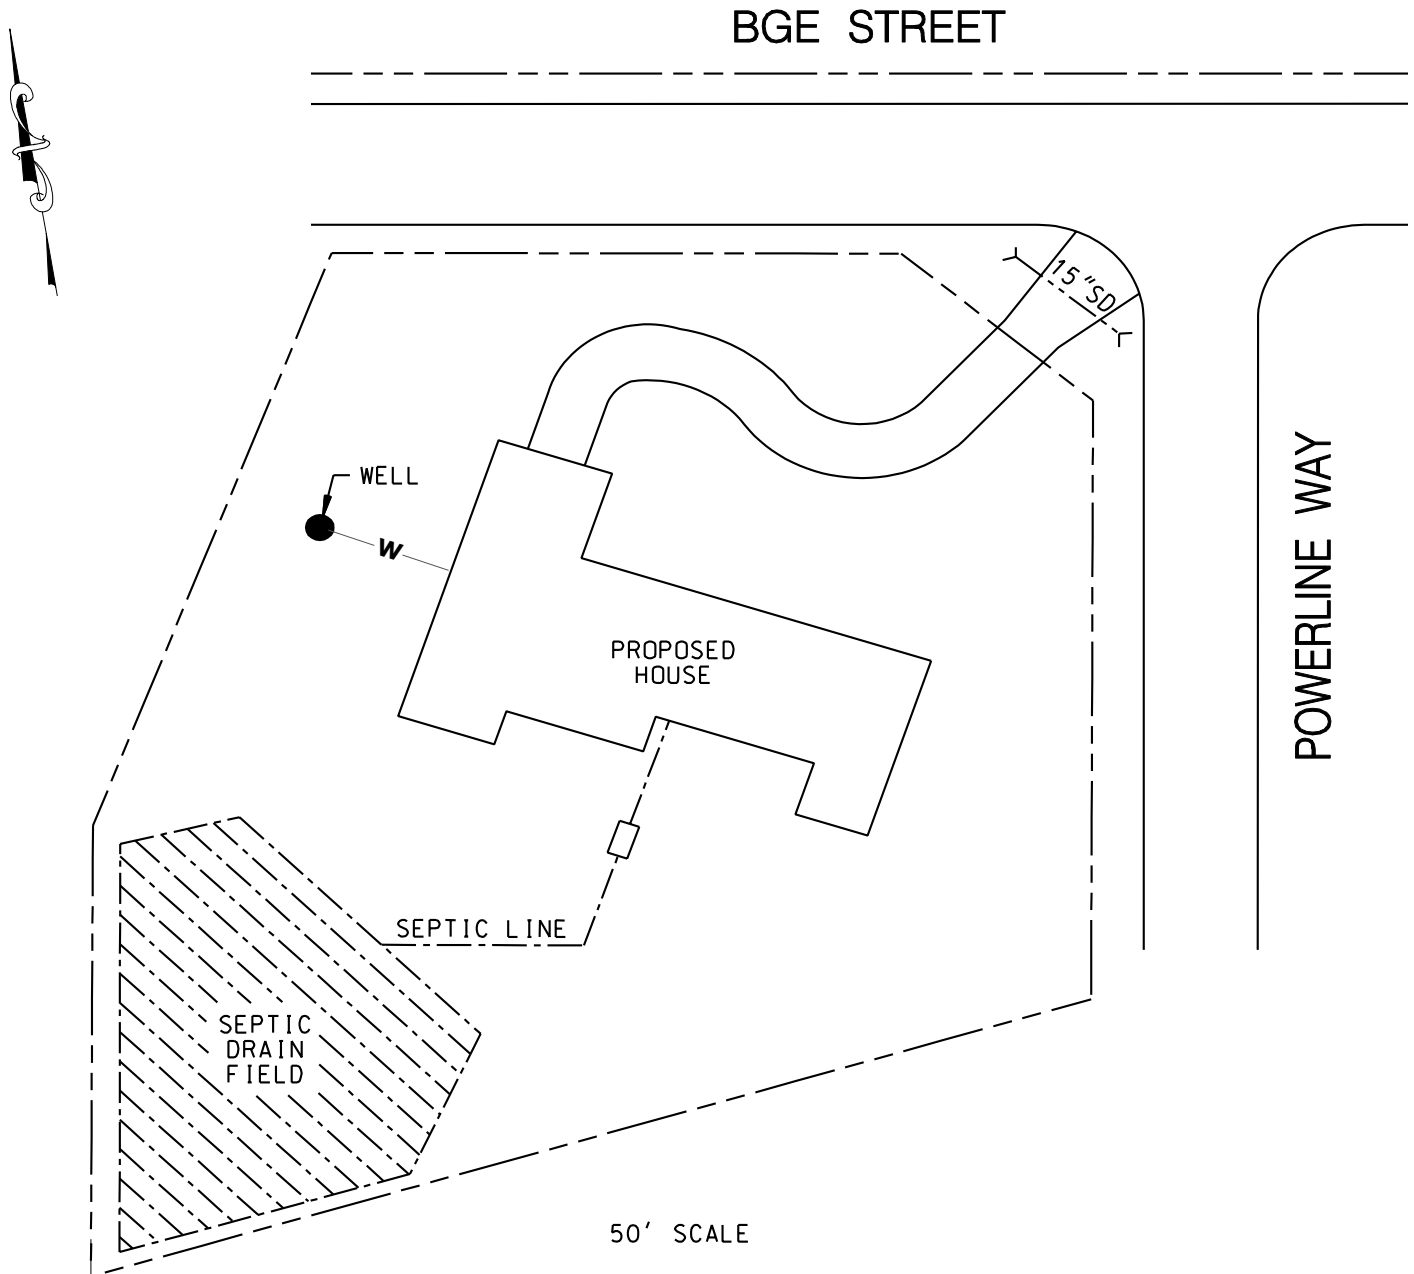 BGE STREET
15"SD
WELL
W
POWERLINE WAY
PROPOSED
HOUSE
SEPTIC LINE
SEPTIC
DRAIN
FIELD
50' SCALE